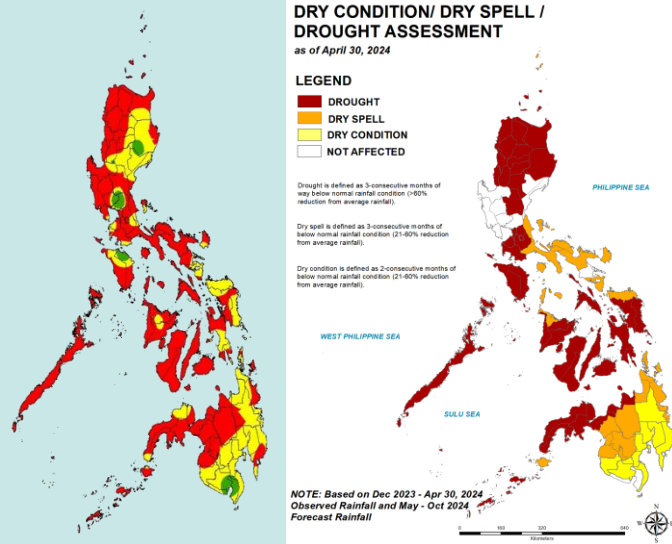 DRY CONDITION/ DRY SPELL /
DROUGHT ASSESSMENT
as of April 30, 2024
LEGEND
DROUGHT
DRY SPELL
DRY CONDITION
NOT AFFECTED
Drought is defined as 3-consecutive months of
way below normal rainfall condition (>60%
reduction from average rainfall).
Dry spell is defined as 3-consecutive months of
below normal rainfall condition (21-60% reduction
from average rainfall).
Dry condition is defined as 2-consecutive months of
below normal rainfall condition (21-60% reduction
from average rainfall).
PHILIPPINE SEA
WEST PHILIPPINE SEA
SULU SEA
NOTE: Based on Dec 2023 - Apr 30, 2024
Observed Rainfall and May - Oct 2024
Forecast Rainfall
N
W E
S
0 160 320 640
Kilometers